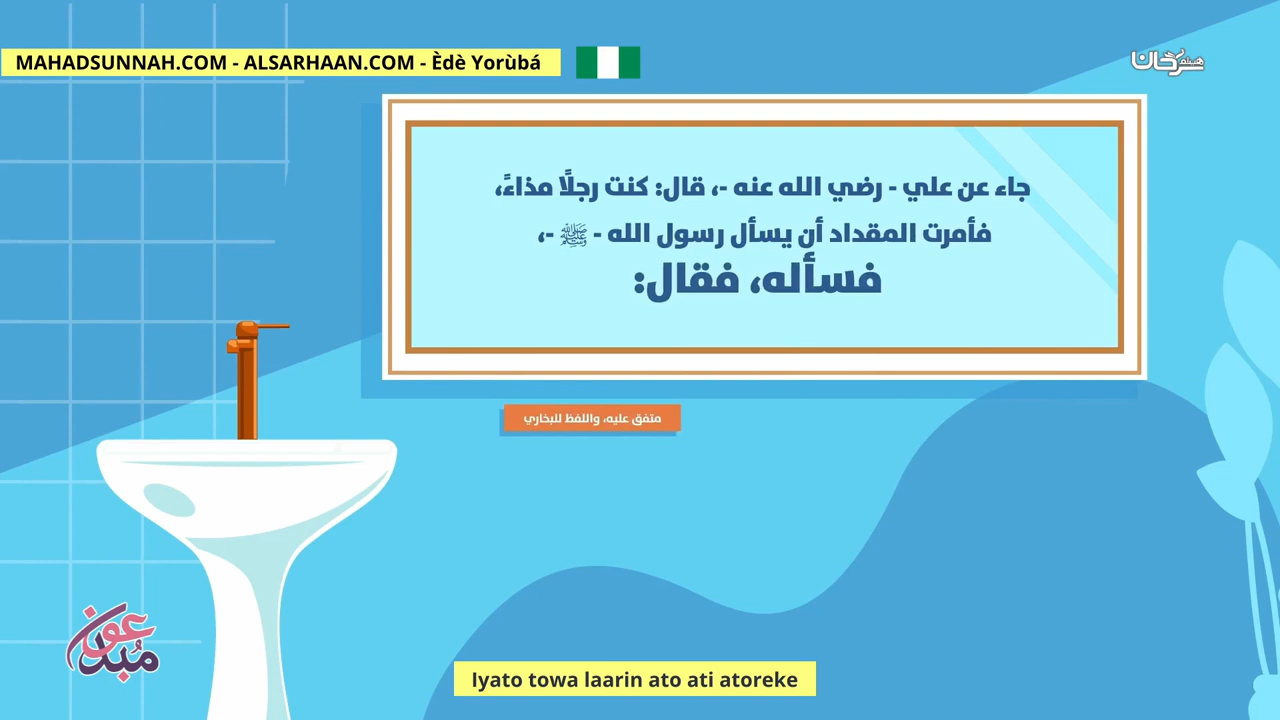 MAHADSUNNAH.COM - ALSARHAAN.COM - Èdè Yorùbá
هيثم سرحان
جاء عن علي - رضي الله عنه -، قال: كنت رجلًا مذاءً،
فأمرت المقداد أن يسأل رسول الله - ﷺ -،
فسأله، فقال:
متفق عليه، واللفظ للبخاري
Iyato towa laarin ato ati atoreke